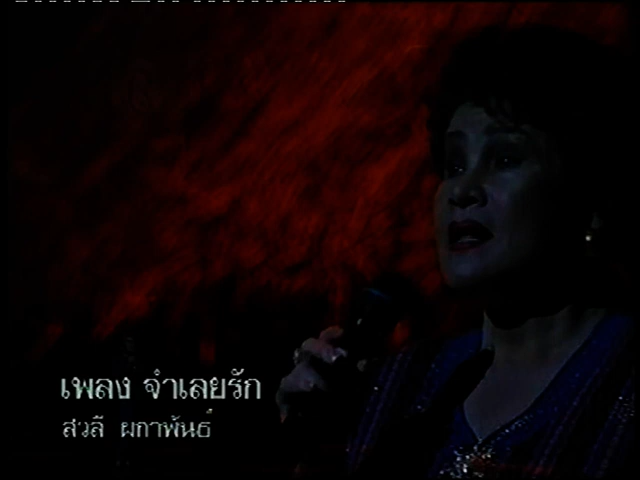 เพลง จำเลยรัก
สวลี ผกาพันธ์